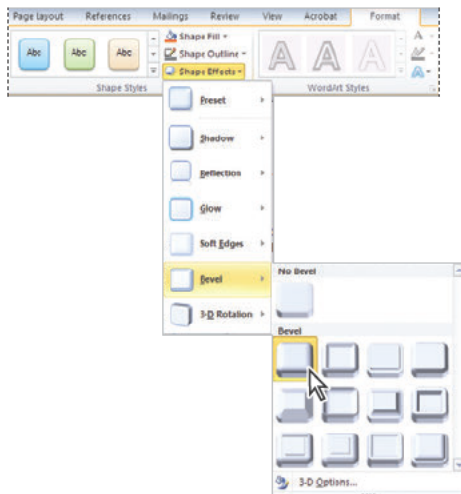 Page layout References Mailings Review View Acrobat Format
Abc Abc Abc
Shape Fill
Shape Outline
Shape Effects
A A A A
A
Shape Styles WordArt Styles
Preset
Shadow
Reflection
Glow
Soft Edges
Bevel
3-D Rotation
No Bevel
Bevel
3-D Options...